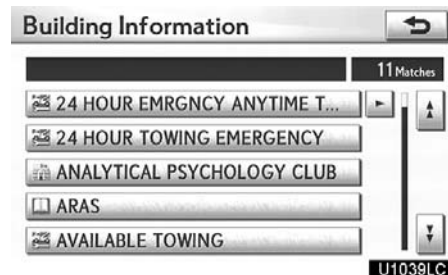 Building Information
11 Matches
24 HOUR EMRGNCY ANYTIME T...
24 HOUR TOWING EMERGENCY
ANALYTICAL PSYCHOLOGY CLUB
ARAS
AVAILABLE TOWING
U1039LC